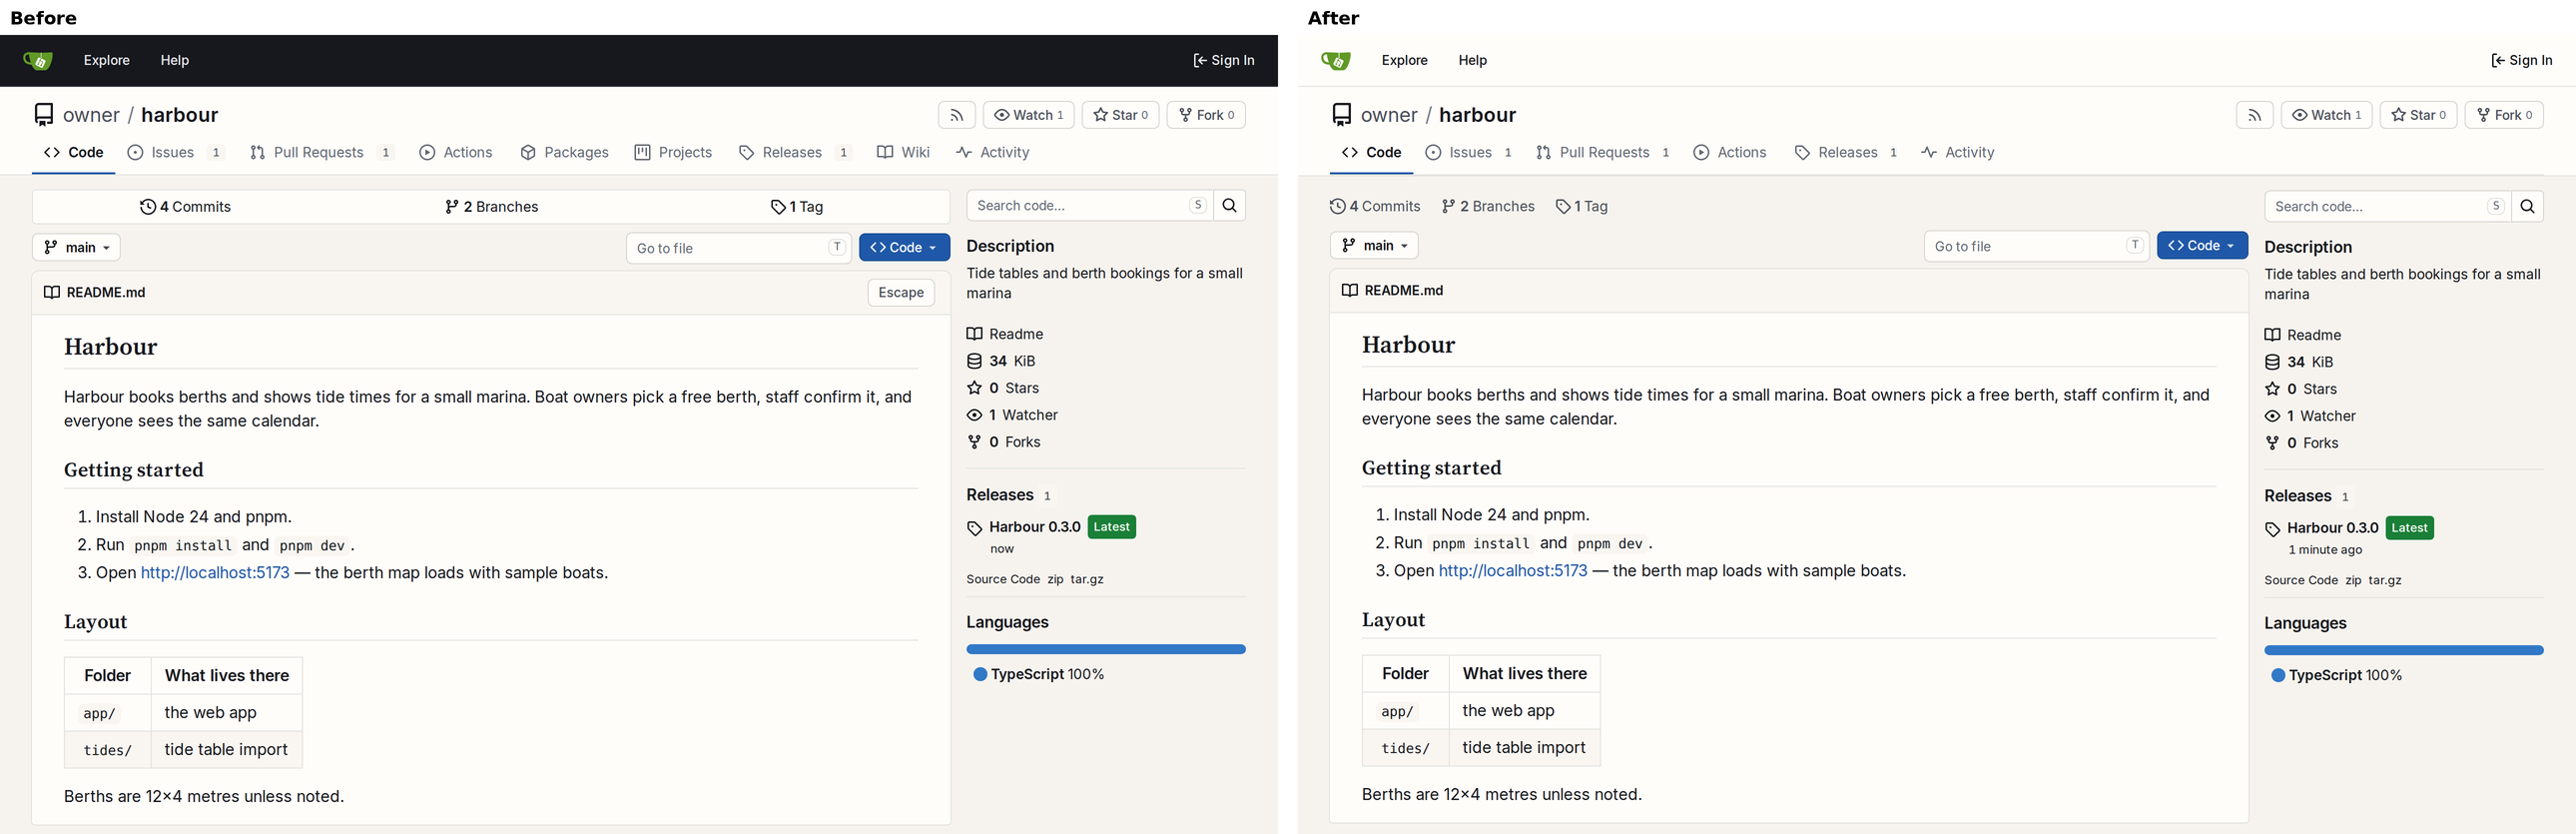 Before
Explore Help Sign In
owner / harbour
Watch 1 Star 0 Fork 0
Code Issues 1 Pull Requests 1 Actions Packages Projects Releases 1 Wiki Activity
4 Commits 2 Branches 1 Tag
main Go to file T Code
README.md Escape
Harbour
Harbour books berths and shows tide times for a small marina. Boat owners pick a free berth, staff confirm it, and
everyone sees the same calendar.
Getting started
1. Install Node 24 and pnpm.
2. Run pnpm install and pnpm dev .
3. Open http://localhost:5173 — the berth map loads with sample boats.
Layout
Folder What lives there
app/ the web app
tides/ tide table import
Berths are 12×4 metres unless noted.
Search code... S
Description
Tide tables and berth bookings for a small
marina
Readme
34 KiB
0 Stars
1 Watcher
0 Forks
Releases 1
Harbour 0.3.0 Latest
now
Source Code zip tar.gz
Languages
TypeScript 100%
After
Explore Help Sign In
owner / harbour
Watch 1 Star 0 Fork 0
Code Issues 1 Pull Requests 1 Actions Releases 1 Activity
4 Commits 2 Branches 1 Tag
main Go to file T Code
README.md
Harbour
Harbour books berths and shows tide times for a small marina. Boat owners pick a free berth, staff confirm it, and
everyone sees the same calendar.
Getting started
1. Install Node 24 and pnpm.
2. Run pnpm install and pnpm dev .
3. Open http://localhost:5173 — the berth map loads with sample boats.
Layout
Folder What lives there
app/ the web app
tides/ tide table import
Berths are 12×4 metres unless noted.
Search code... S
Description
Tide tables and berth bookings for a small
marina
Readme
34 KiB
0 Stars
1 Watcher
0 Forks
Releases 1
Harbour 0.3.0 Latest
1 minute ago
Source Code zip tar.gz
Languages
TypeScript 100%